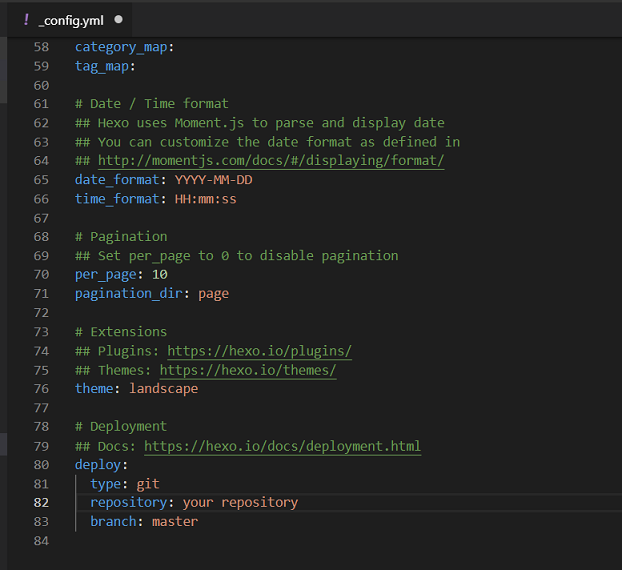 ! _config.yml ●
58 category_map:
59 tag_map:
60
61 # Date / Time format
62 ## Hexo uses Moment.js to parse and display date
63 ## You can customize the date format as defined in
64 ## http://momentjs.com/docs/#/displaying/format/
65 date_format: YYYY-MM-DD
66 time_format: HH:mm:ss
67
68 # Pagination
69 ## Set per_page to 0 to disable pagination
70 per_page: 10
71 pagination_dir: page
72
73 # Extensions
74 ## Plugins: https://hexo.io/plugins/
75 ## Themes: https://hexo.io/themes/
76 theme: landscape
77
78 # Deployment
79 ## Docs: https://hexo.io/docs/deployment.html
80 deploy:
81   type: git
82   repository: your repository
83   branch: master
84